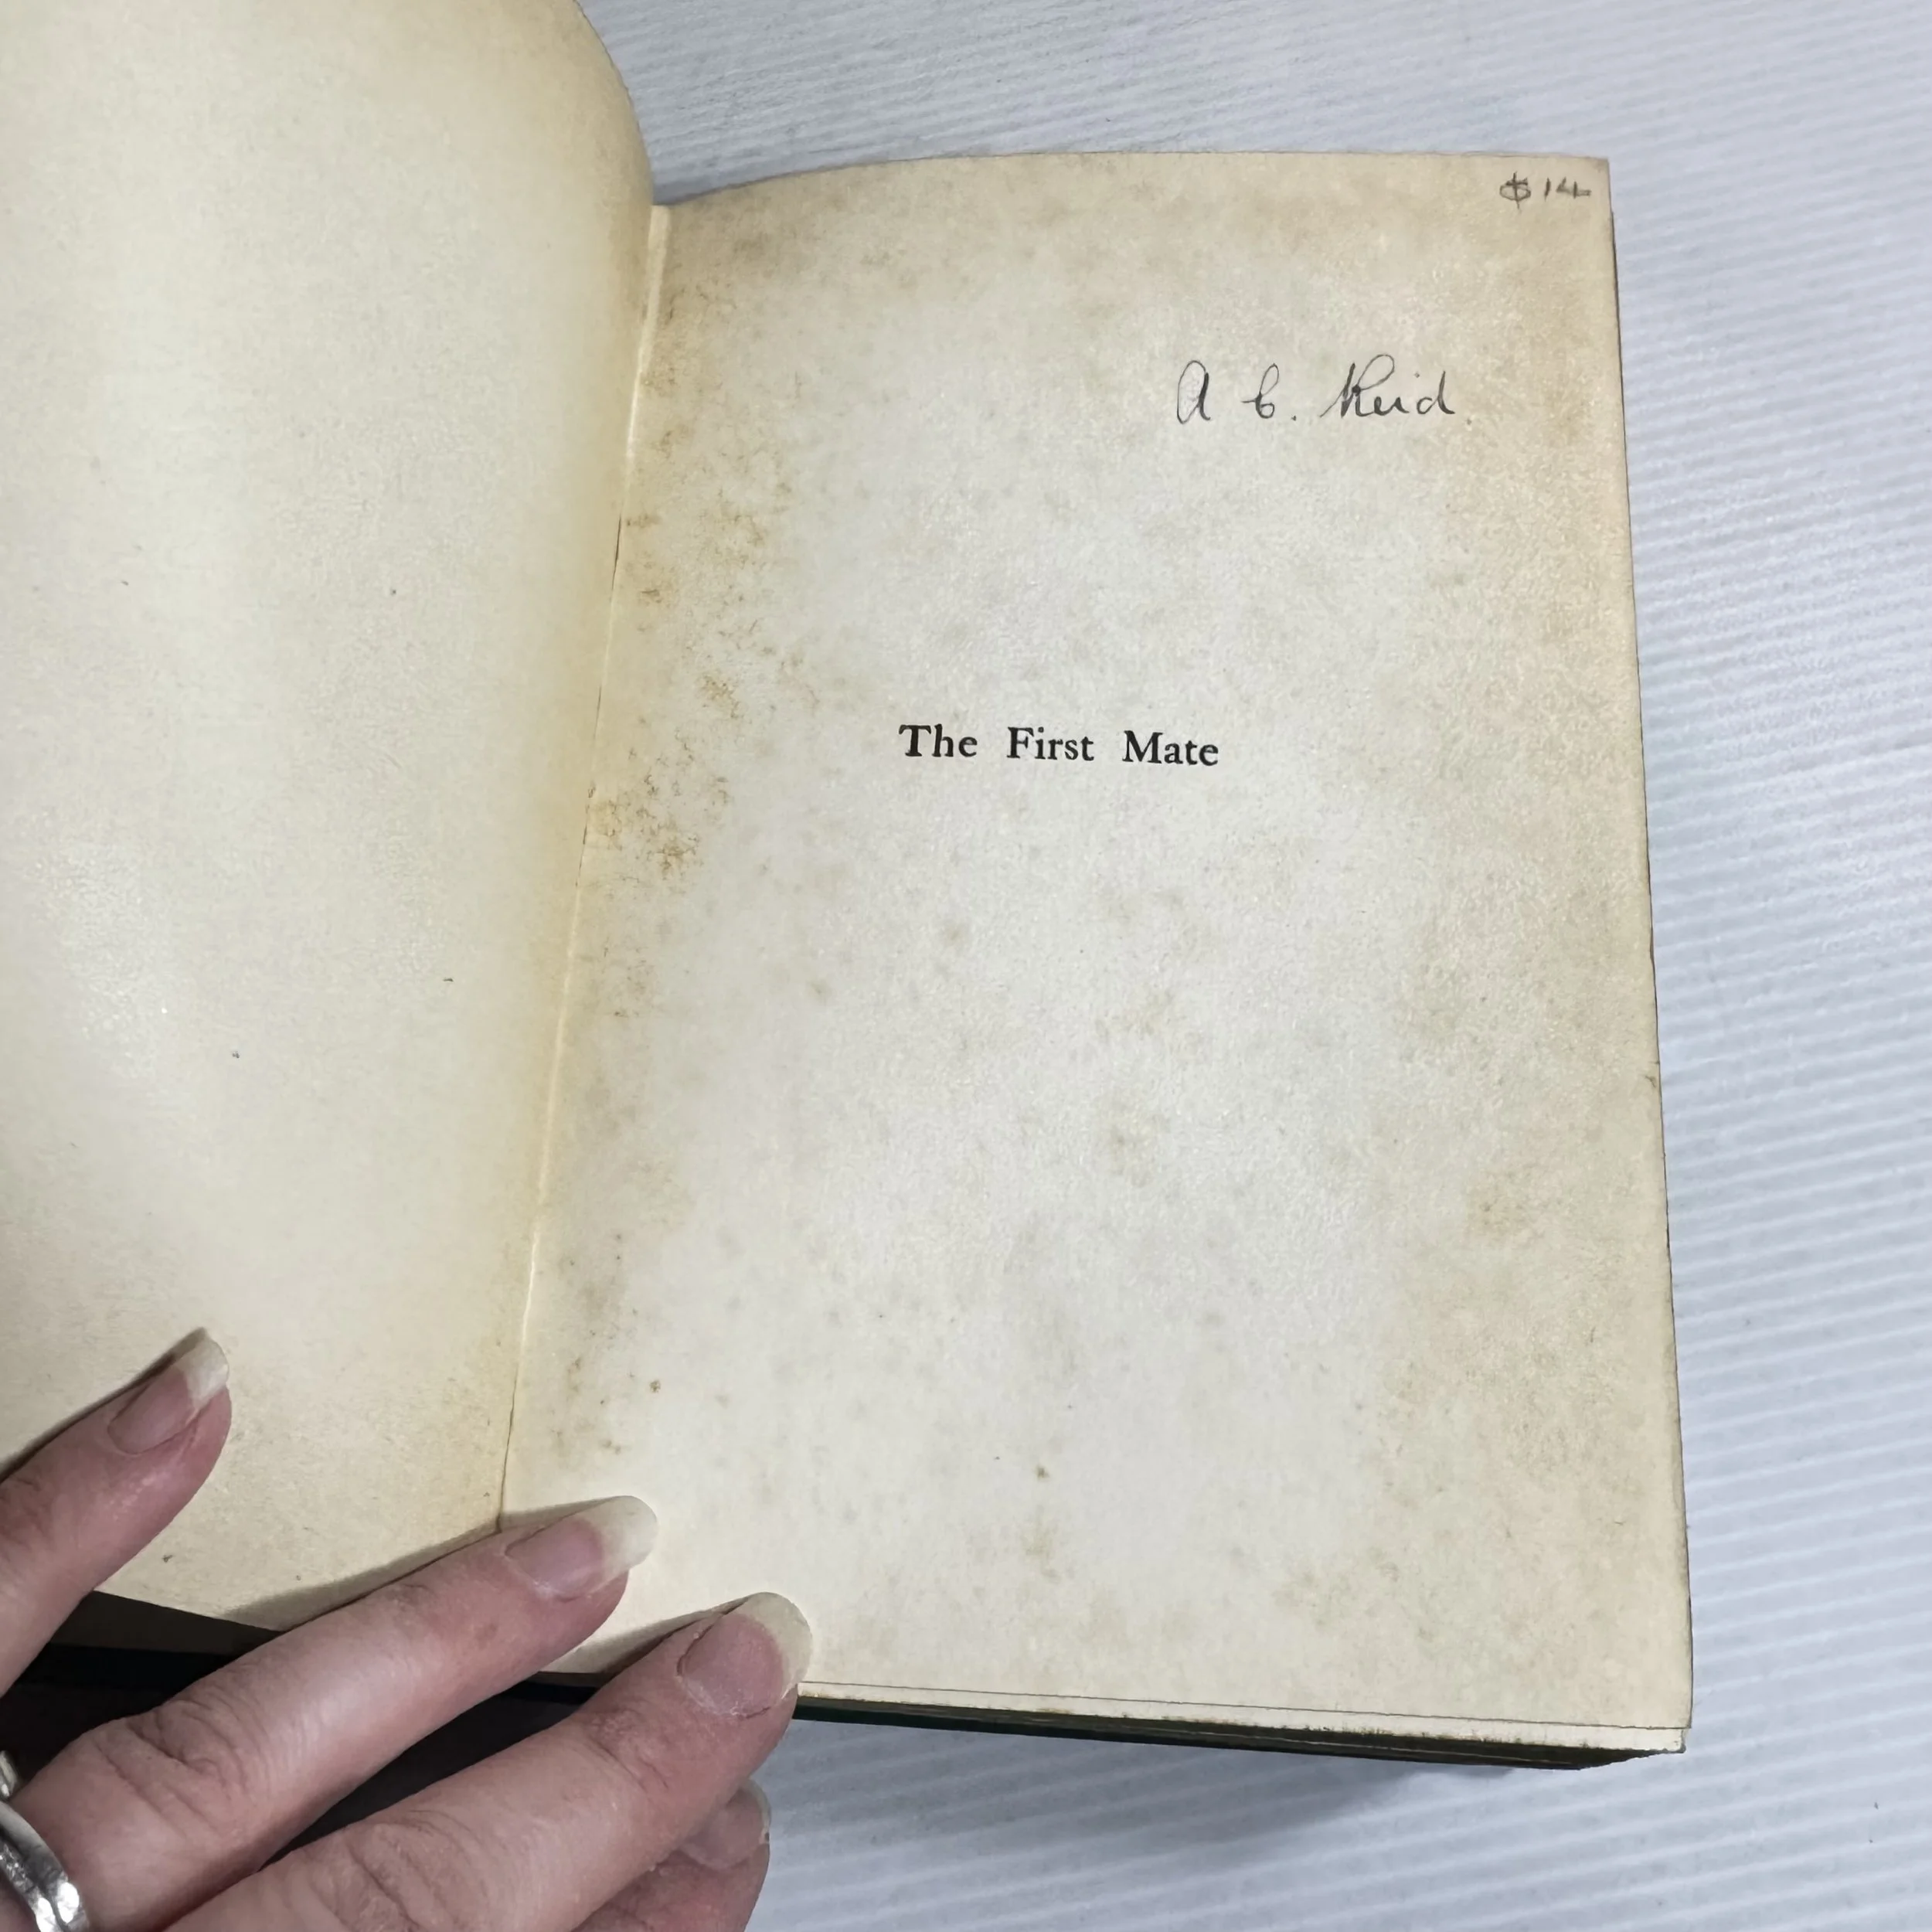 $14
A C. Reid
The First Mate